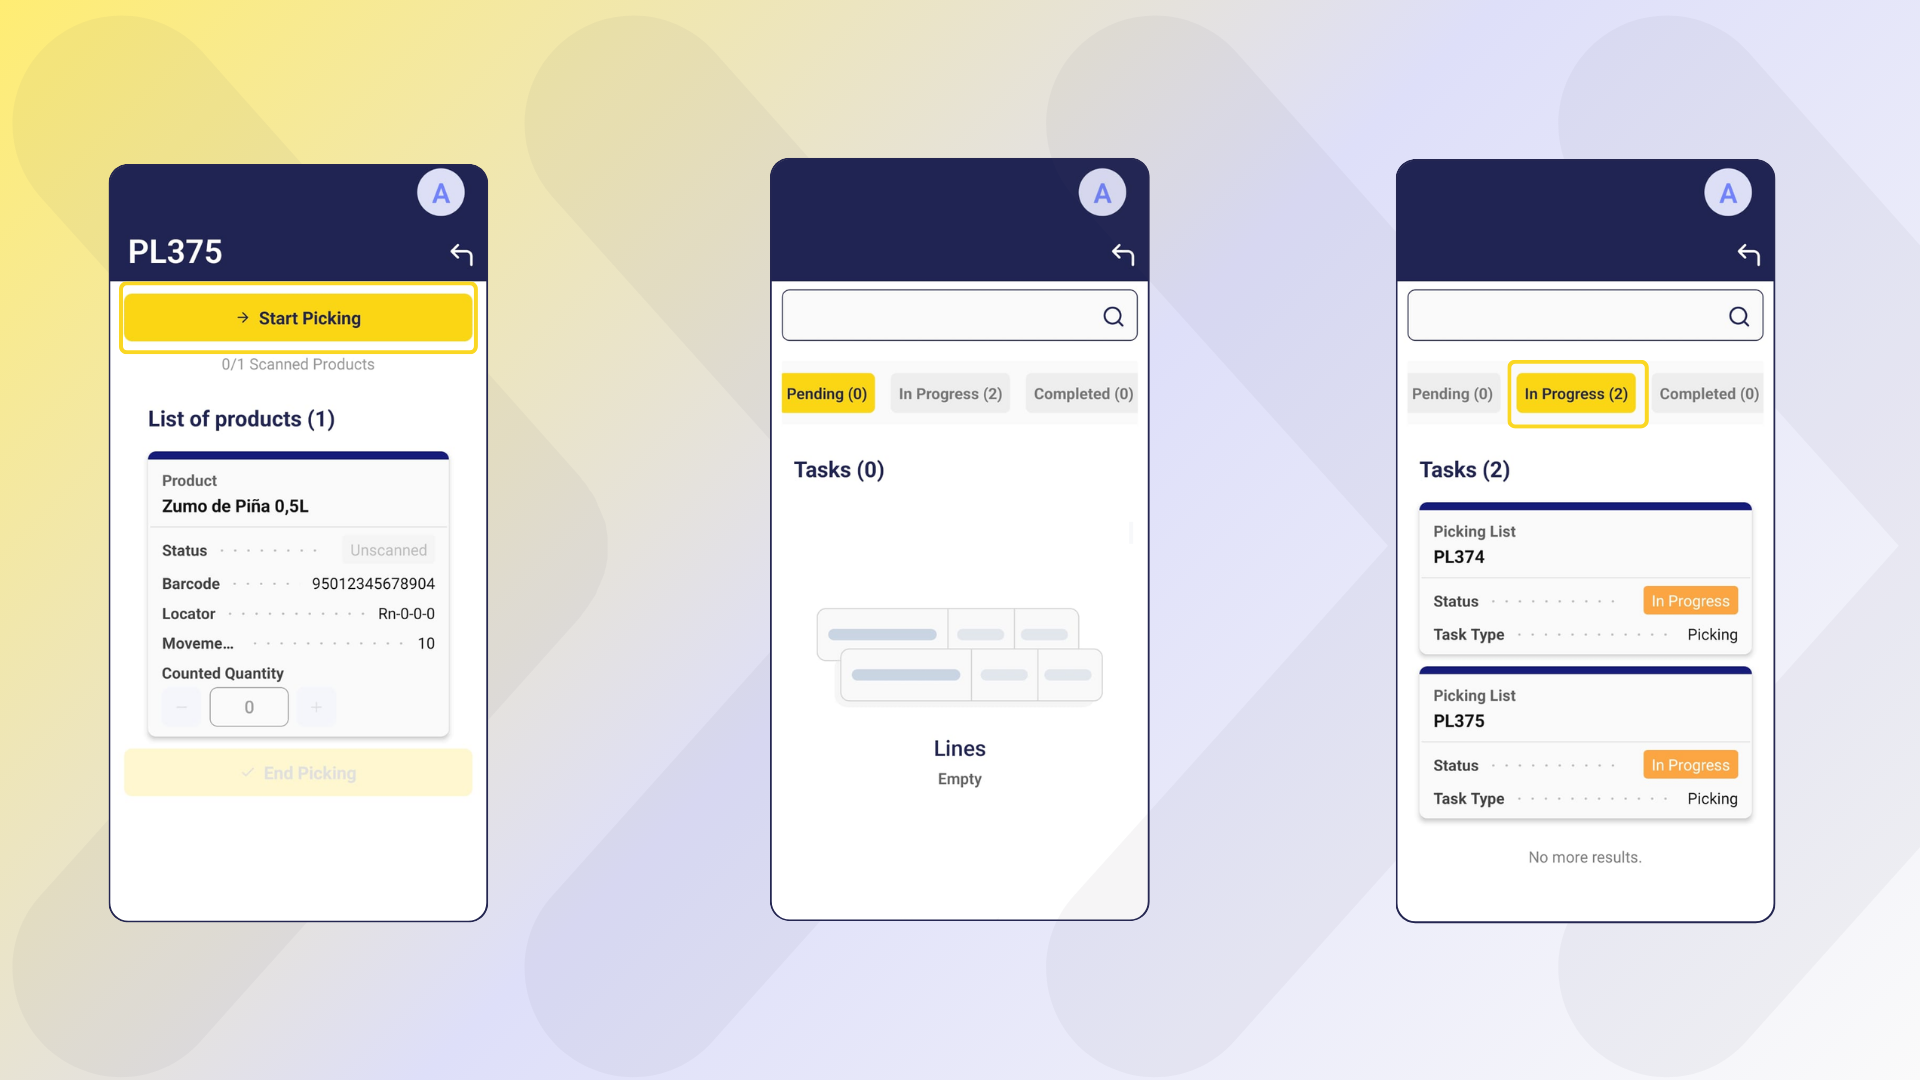 A
PL375
Start Picking
0/1 Scanned Products
List of products (1)
Product
Zumo de Piña 0,5L
Status Unscanned
Barcode 95012345678904
Locator Rn-0-0-0
Moveme... 10
Counted Quantity
0
End Picking
A
Pending (0) In Progress (2) Completed (0)
Tasks (0)
Lines
Empty
A
Pending (0) In Progress (2) Completed (0)
Tasks (2)
Picking List
PL374
Status In Progress
Task Type Picking
Picking List
PL375
Status In Progress
Task Type Picking
No more results.